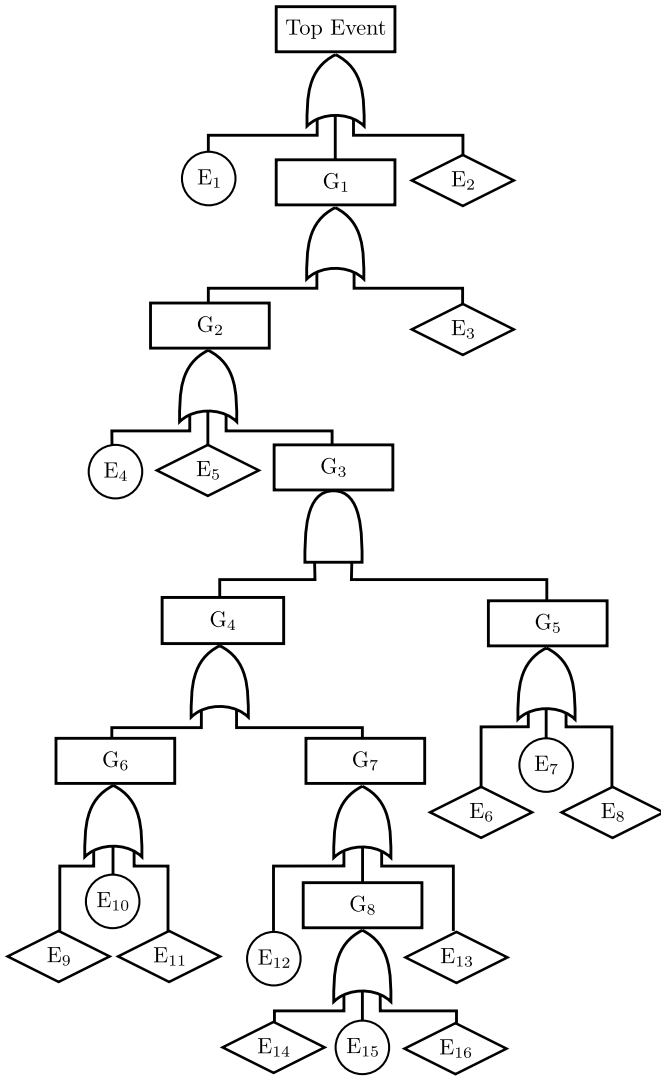 Top Event
E₁
G₁
E₂
G₂
E₃
E₄
E₅
G₃
G₄
G₅
G₆
G₇
E₆
E₇
E₈
E₉
E₁₀
E₁₁
G₈
E₁₂
E₁₃
E₁₄
E₁₅
E₁₆